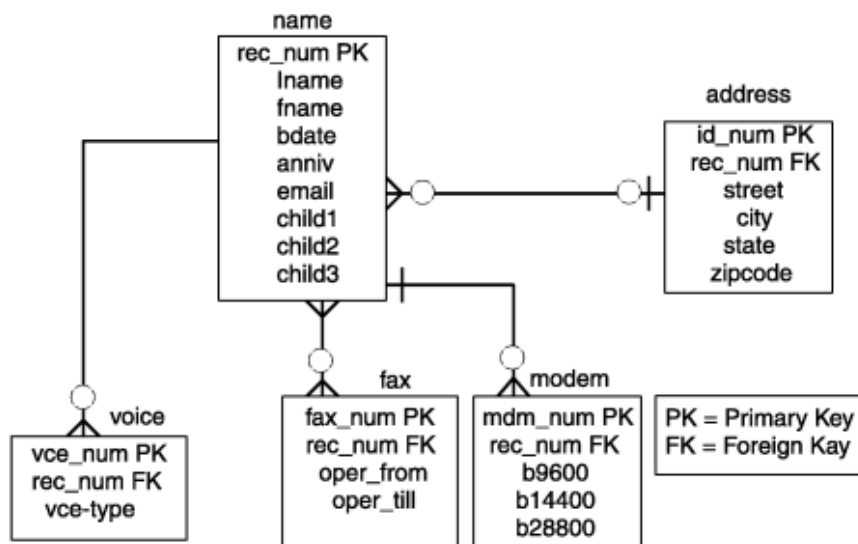 name
rec_num PK
lname
fname
bdate
anniv
email
child1
child2
child3
address
id_num PK
rec_num FK
street
city
state
zipcode
voice
vce_num PK
rec_num FK
vce-type
fax
fax_num PK
rec_num FK
oper_from
oper_till
modem
mdm_num PK
rec_num FK
b9600
b14400
b28800
PK = Primary Key
FK = Foreign Kay